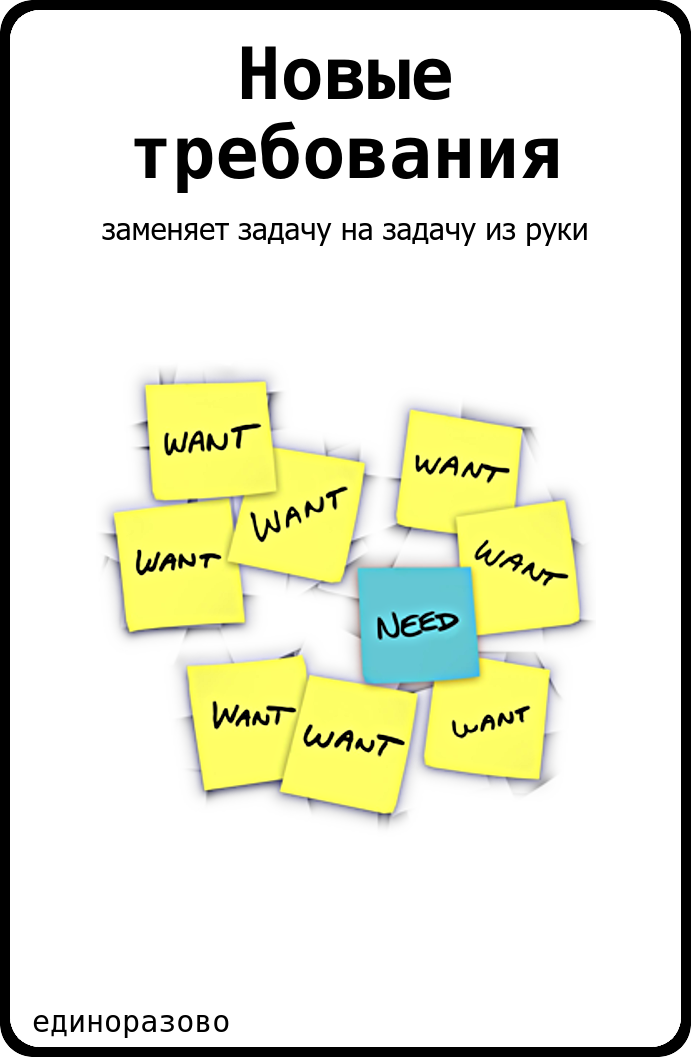 Новые
требования
заменяет задачу на задачу из руки
WANT
WANT
WANT
WANT
WANT
NEED
WANT
WANT
WANT
единоразово